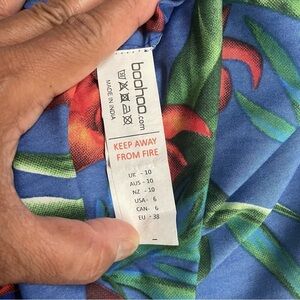 boohoo.com
MADE IN INDIA
KEEP AWAY
FROM FIRE
UK - 10
AUS - 10
NZ - 10
USA - 6
CAN - 6
EU - 38